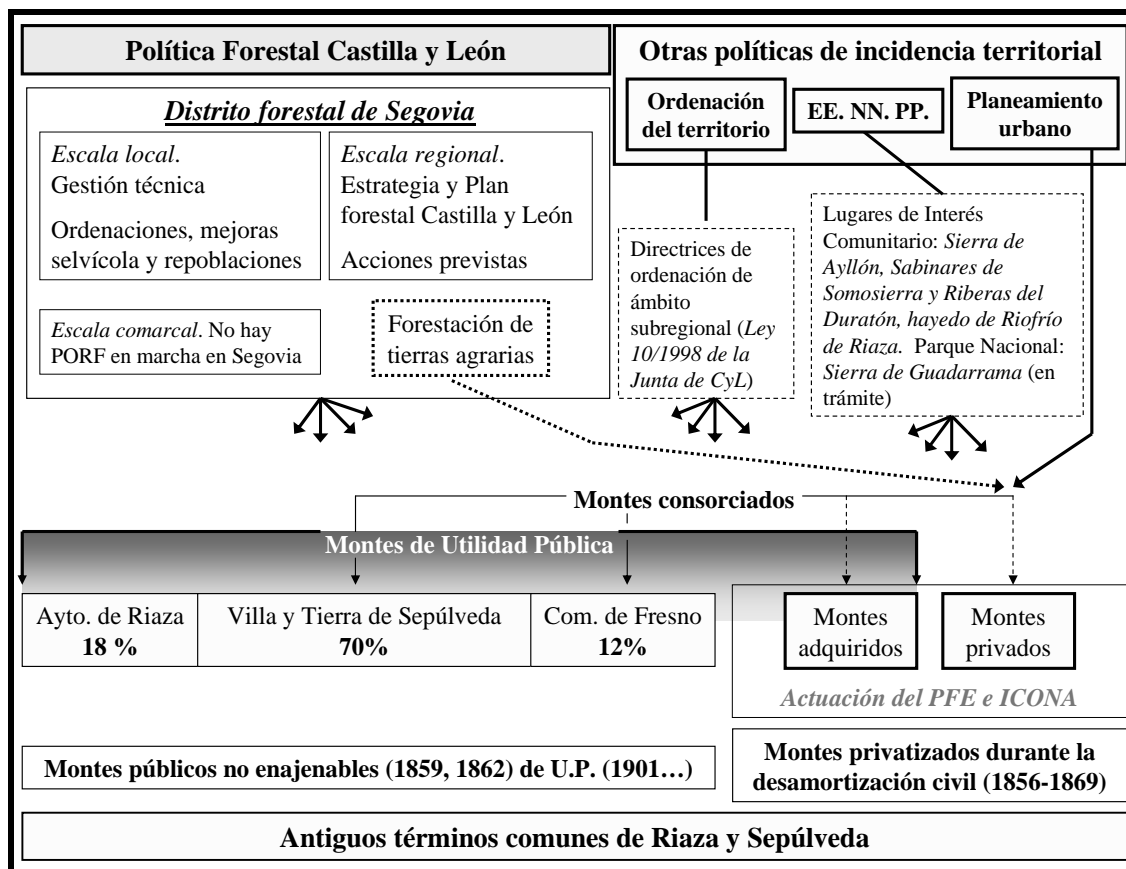 Política Forestal Castilla y León
Otras políticas de incidencia territorial
Distrito forestal de Segovia
Escala local.
Gestión técnica
Ordenaciones, mejoras
selvícola y repoblaciones
Escala regional.
Estrategia y Plan
forestal Castilla y León
Acciones previstas
Escala comarcal. No hay
PORF en marcha en Segovia
Forestación de
tierras agrarias
Ordenación
del territorio
EE. NN. PP.
Planeamiento
urbano
Directrices de
ordenación de
ámbito
subregional (Ley
10/1998 de la
Junta de CyL)
Lugares de Interés
Comunitario: Sierra de
Ayllón, Sabinares de
Somosierra y Riberas del
Duratón, hayedo de Riofrío
de Riaza. Parque Nacional:
Sierra de Guadarrama (en
trámite)
Montes consorciados
Montes de Utilidad Pública
Ayto. de Riaza
18 %
Villa y Tierra de Sepúlveda
70%
Com. de Fresno
12%
Montes
adquiridos
Montes
privados
Actuación del PFE e ICONA
Montes públicos no enajenables (1859, 1862) de U.P. (1901…)
Montes privatizados durante la
desamortización civil (1856-1869)
Antiguos términos comunes de Riaza y Sepúlveda